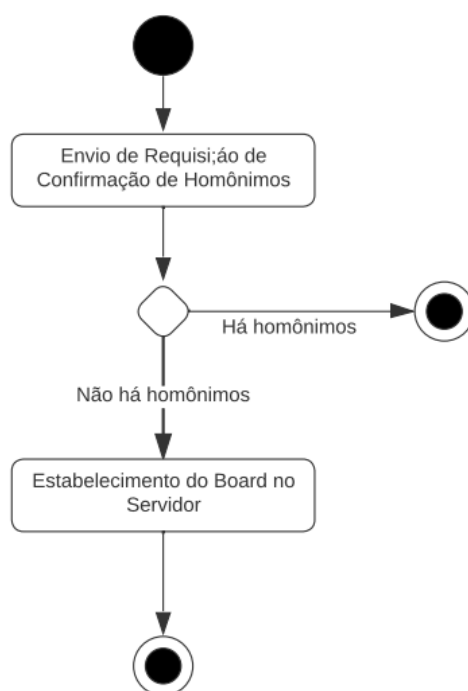 Envio de Requisi;áo de
Confirmação de Homônimos
Há homônimos
Não há homônimos
Estabelecimento do Board no
Servidor